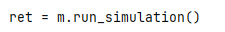 ret = m.run_simulation()